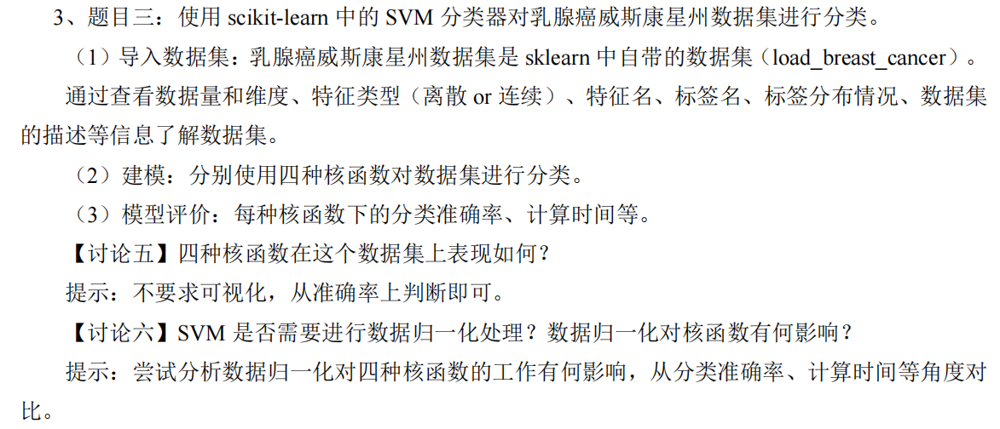 3、题目三：使用 scikit-learn 中的 SVM 分类器对乳腺癌威斯康星州数据集进行分类。
（1）导入数据集：乳腺癌威斯康星州数据集是 sklearn 中自带的数据集（load_breast_cancer）。
通过查看数据量和维度、特征类型（离散 or 连续）、特征名、标签名、标签分布情况、数据集
的描述等信息了解数据集。
（2）建模：分别使用四种核函数对数据集进行分类。
（3）模型评价：每种核函数下的分类准确率、计算时间等。
【讨论五】四种核函数在这个数据集上表现如何？
提示：不要求可视化，从准确率上判断即可。
【讨论六】SVM 是否需要进行数据归一化处理？数据归一化对核函数有何影响？
提示：尝试分析数据归一化对四种核函数的工作有何影响，从分类准确率、计算时间等角度对
比。